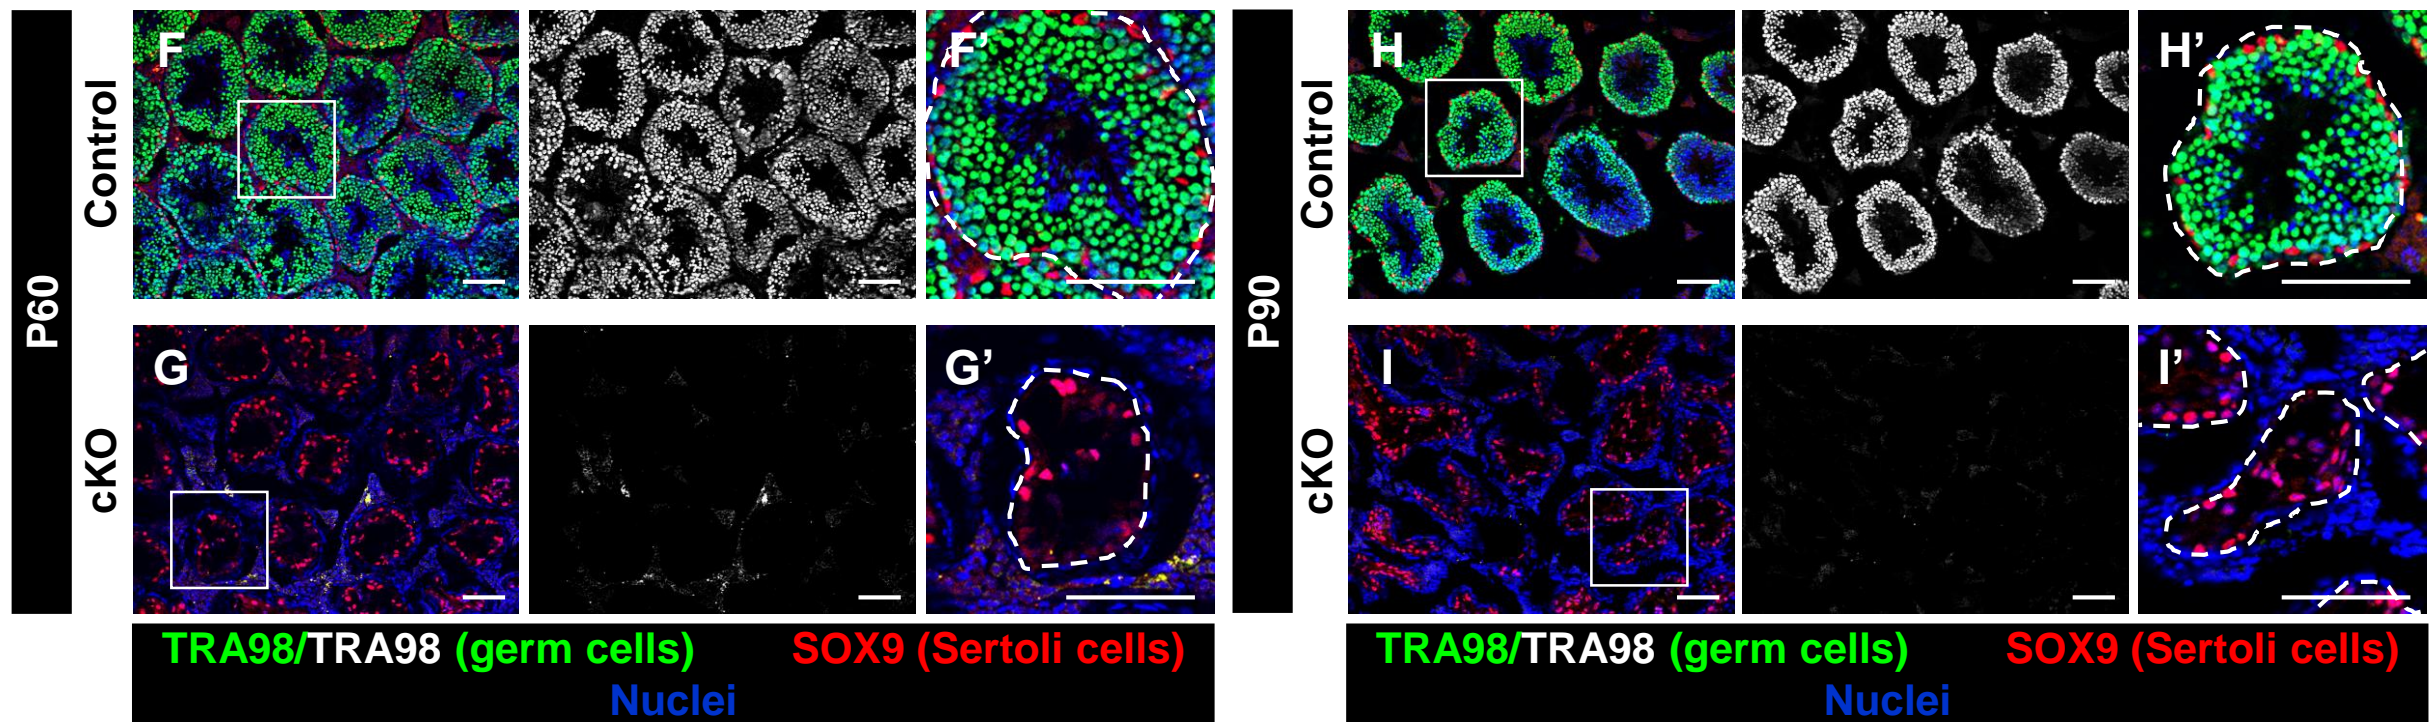 P60
Control
F
F’
cKO
G
G’
TRA98/TRA98 (germ cells) SOX9 (Sertoli cells)
Nuclei
P90
Control
H
H’
cKO
I
I’
TRA98/TRA98 (germ cells) SOX9 (Sertoli cells)
Nuclei